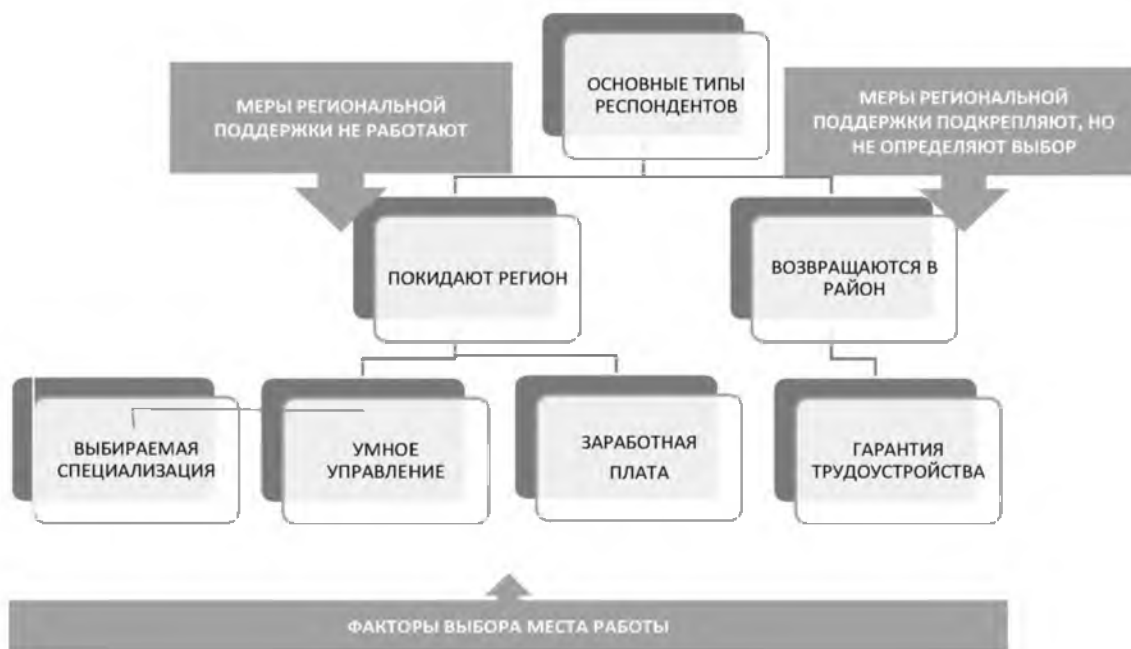 ОСНОВНЫЕ ТИПЫ
РЕСПОНДЕНТОВ
МЕРЫ РЕГИОНАЛЬНОЙ
ПОДДЕРЖКИ НЕ РАБОТАЮТ
МЕРЫ РЕГИОНАЛЬНОЙ
ПОДДЕРЖКИ ПОДКРЕПЛЯЮТ, НО
НЕ ОПРЕДЕЛЯЮТ ВЫБОР
ПОКИДАЮТ РЕГИОН
ВОЗВРАЩАЮТСЯ В
РАЙОН
ВЫБИРАЕМАЯ
СПЕЦИАЛИЗАЦИЯ
УМНОЕ
УПРАВЛЕНИЕ
ЗАРАБОТНАЯ
ПЛАТА
ГАРАНТИЯ
ТРУДОУСТРОЙСТВА
ФАКТОРЫ ВЫБОРА МЕСТА РАБОТЫ